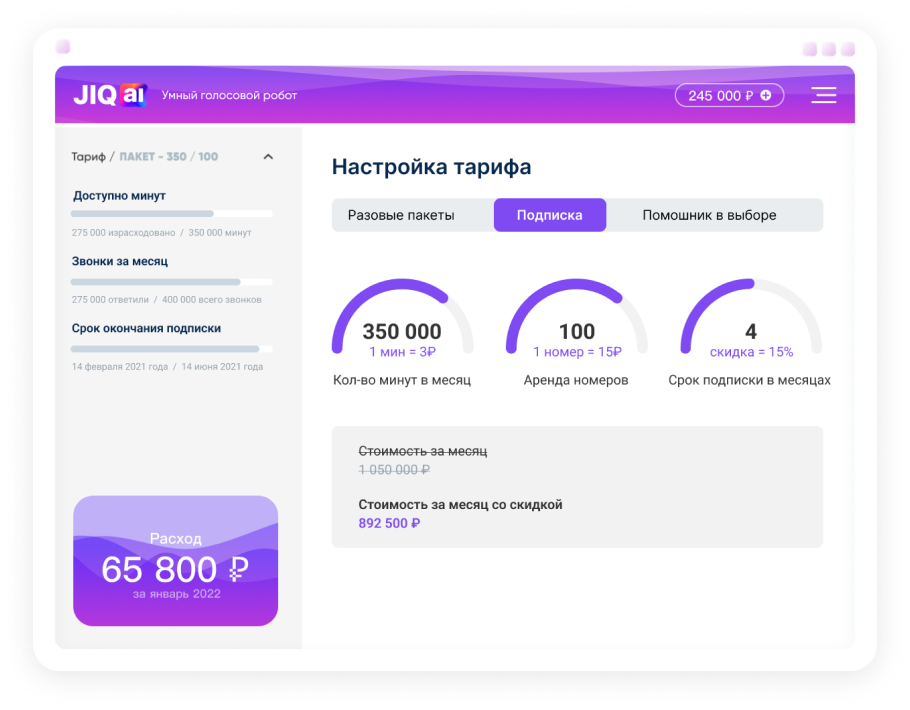 JIQ ai
Умный голосовой робот
245 000 ₽
Тариф / ПАКЕТ - 350 / 100
Доступно минут
275 000 израсходовано / 350 000 минут
Звонки за месяц
275 000 ответили / 400 000 всего звонков
Срок окончания подписки
14 февраля 2021 года / 14 июня 2021 года
Расход
65 800 ₽
за январь 2022
Настройка тарифа
Разовые пакеты
Подписка
Помошник в выборе
350 000
1 мин = 3₽
Кол-во минут в месяц
100
1 номер = 15₽
Аренда номеров
4
скидка = 15%
Срок подписки в месяцах
Стоимость за месяц
1 050 000 ₽
Стоимость за месяц со скидкой
892 500 ₽